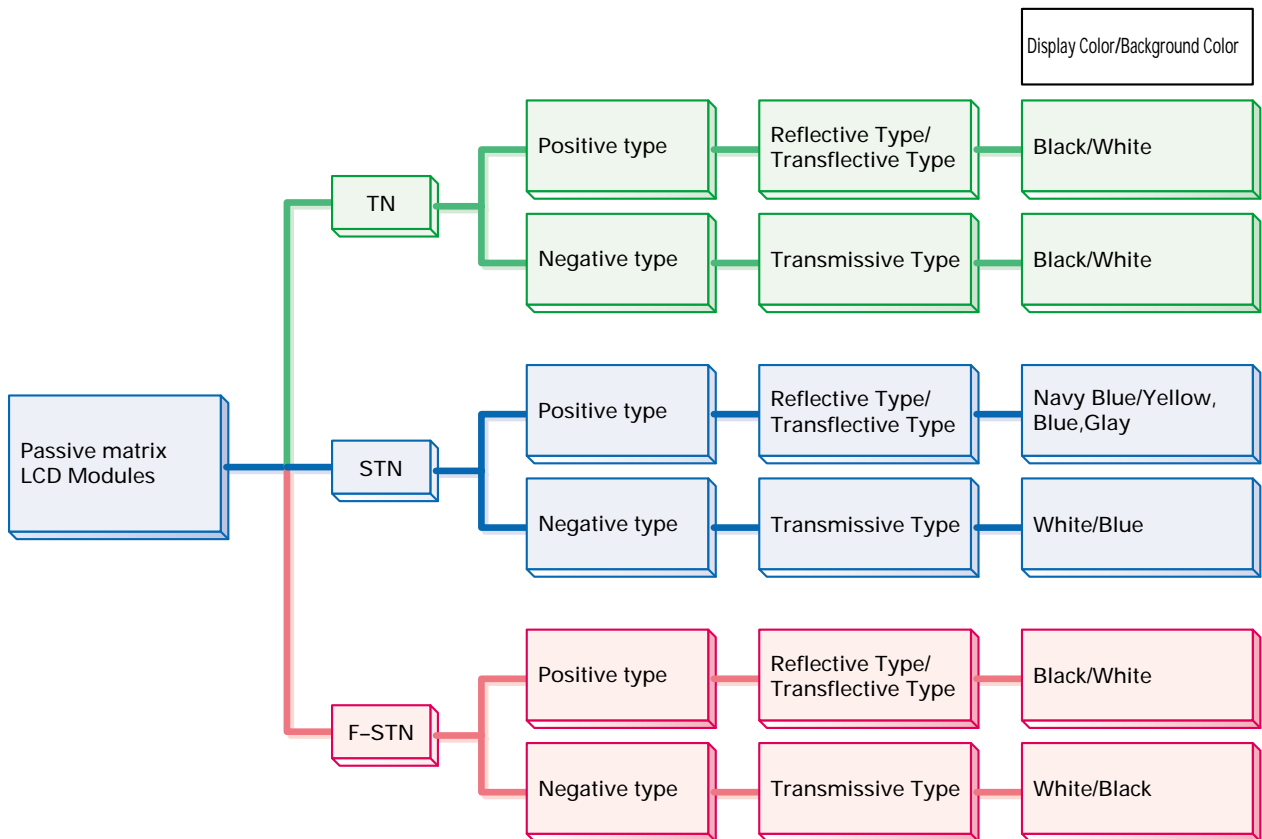 Display Color/Background Color
Passive matrix
LCD Modules
TN
Positive type
Reflective Type/
Transflective Type
Black/White
Negative type
Transmissive Type
Black/White
STN
Positive type
Reflective Type/
Transflective Type
Navy Blue/Yellow,
Blue,Glay
Negative type
Transmissive Type
White/Blue
F–STN
Positive type
Reflective Type/
Transflective Type
Black/White
Negative type
Transmissive Type
White/Black